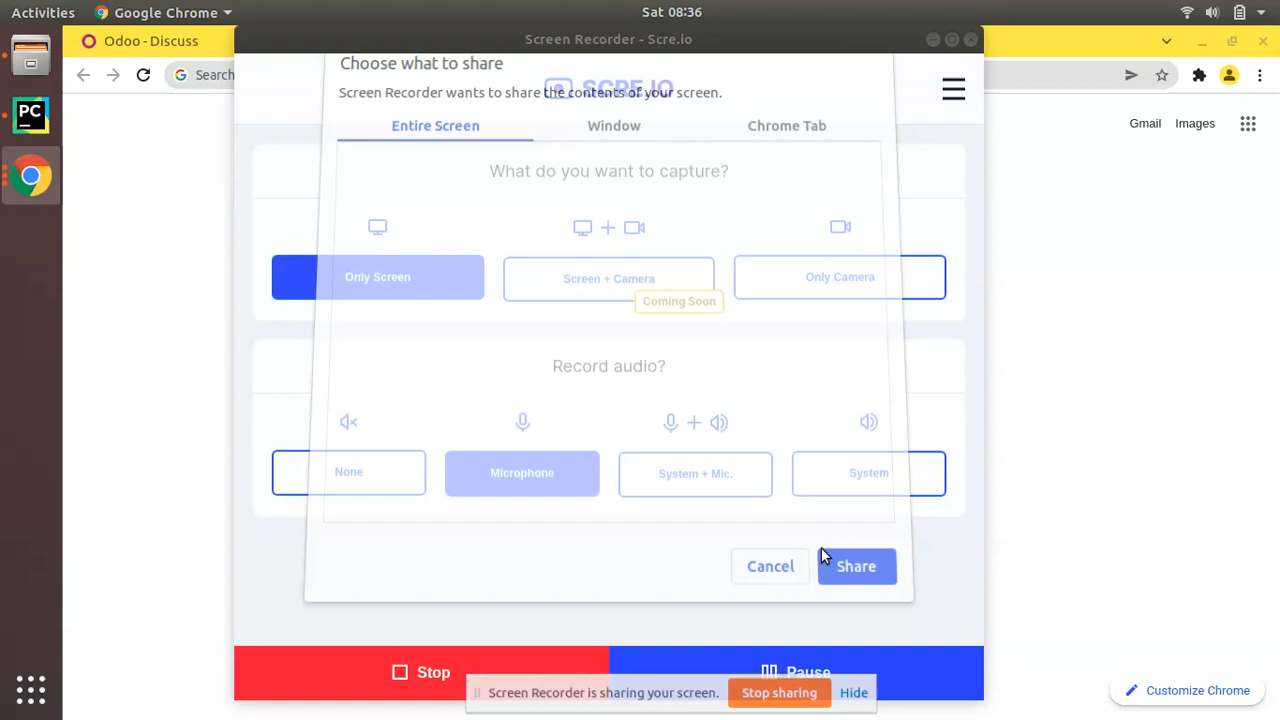 Activities
Google Chrome
Sat 08:36
Odoo - Discuss
Screen Recorder - Scre.io
Search
Choose what to share
SCRE.IO
Screen Recorder wants to share the contents of your screen.
Gmail
Images
Entire Screen
Window
Chrome Tab
What do you want to capture?
Only Screen
Screen + Camera
Only Camera
Coming Soon
Record audio?
None
Microphone
System + Mic.
System
Cancel
Share
Stop
Pause
Screen Recorder is sharing your screen.
Stop sharing
Hide
Customize Chrome
PC